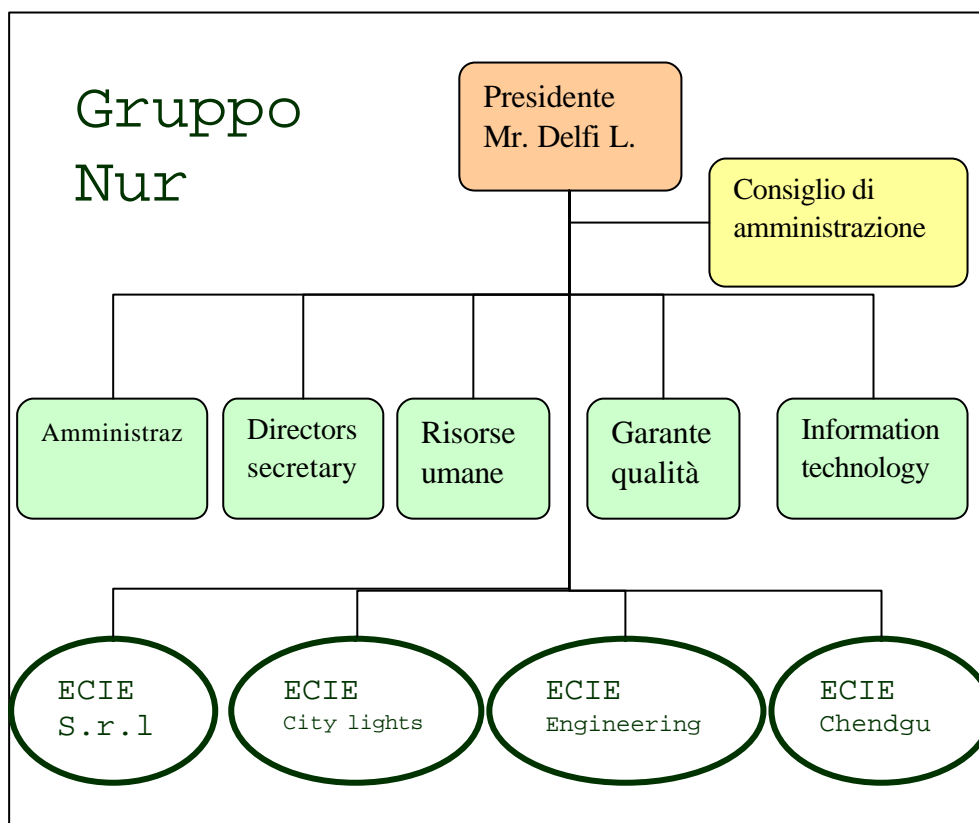 Gruppo
Nur
Presidente
Mr. Delfi L.
Consiglio di
amministrazione
Amministraz
Directors
secretary
Risorse
umane
Garante
qualità
Information
technology
ECIE
S.r.l
ECIE
City lights
ECIE
Engineering
ECIE
Chendgu